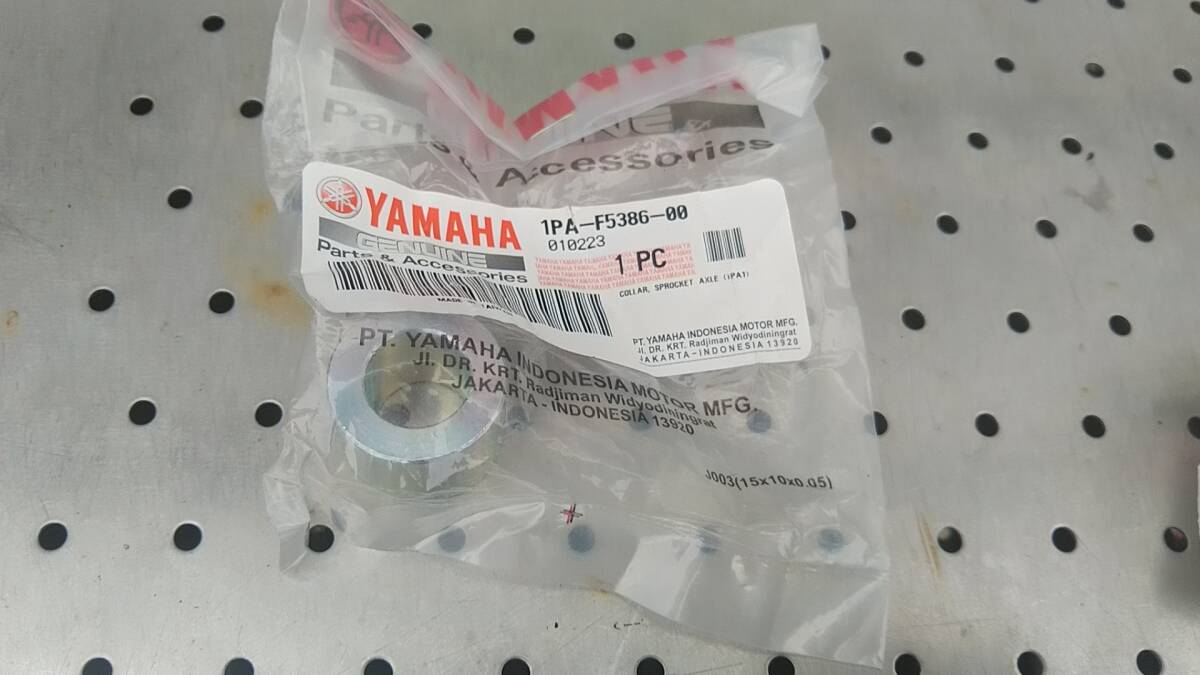 Parts & Accessories
YAMAHA
GENUINE
Parts & Accessories
1PA-F5386-00
010223
1 PC
COLLAR, SPROCKET AXLE (1PA1)
PT. YAMAHA INDONESIA MOTOR MFG.
Jl. DR. KRT. Radjiman Widyodiningrat
JAKARTA-INDONESIA 13920
PT. YAMAHA INDONESIA MOTOR MFG.
Jl. DR. KRT. Radjiman Widyodiningrat
JAKARTA - INDONESIA 13920
J003(15x10x0.05)